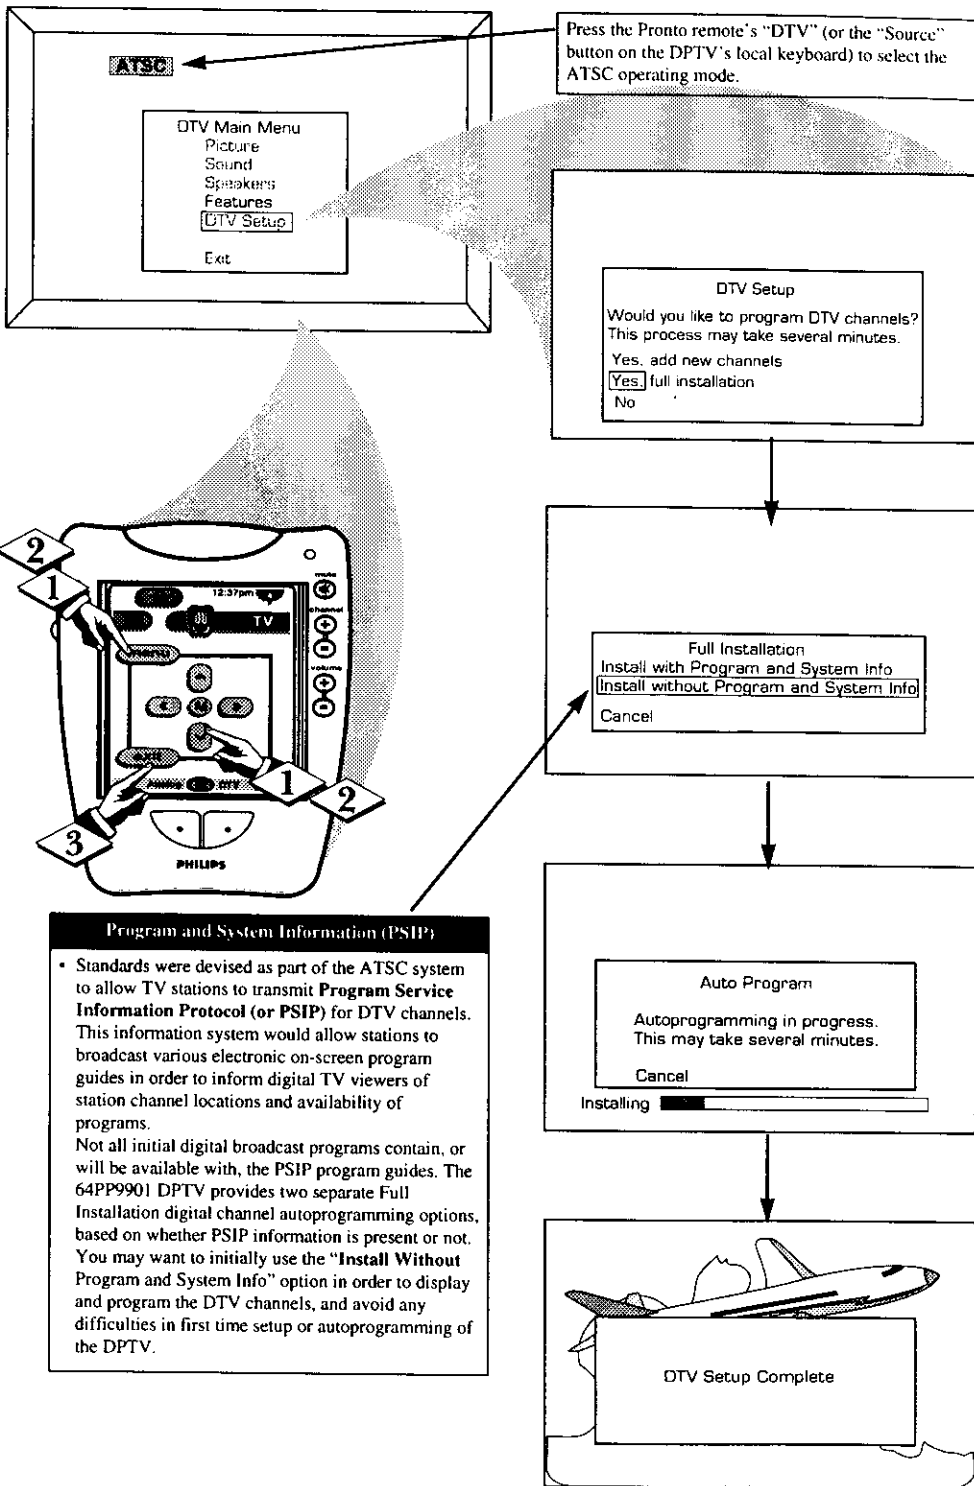 Press the Pronto remote's "DTV" (or the "Source"
button on the DPTV's local keyboard) to select the
ATSC operating mode.
ATSC
DTV Main Menu
Picture
Sound
Speakers
Features
DTV Setup
Exit
DTV Setup
Would you like to program DTV channels?
This process may take several minutes.
Yes. add new channels
Yes. full installation
No
2
1
12:37pm
TV
menu
exit
Analog
DTV
mute
channel
volume
1
2
3
PHILIPS
Full Installation
Install with Program and System Info
Install without Program and System Info
Cancel
Program and System Information (PSIP)
• Standards were devised as part of the ATSC system
to allow TV stations to transmit Program Service
Information Protocol (or PSIP) for DTV channels.
This information system would allow stations to
broadcast various electronic on-screen program
guides in order to inform digital TV viewers of
station channel locations and availability of
programs.
Not all initial digital broadcast programs contain, or
will be available with, the PSIP program guides. The
64PP9901 DPTV provides two separate Full
Installation digital channel autoprogramming options,
based on whether PSIP information is present or not.
You may want to initially use the "Install Without
Program and System Info" option in order to display
and program the DTV channels, and avoid any
difficulties in first time setup or autoprogramming of
the DPTV.
Auto Program
Autoprogramming in progress.
This may take several minutes.
Cancel
Installing
DTV Setup Complete